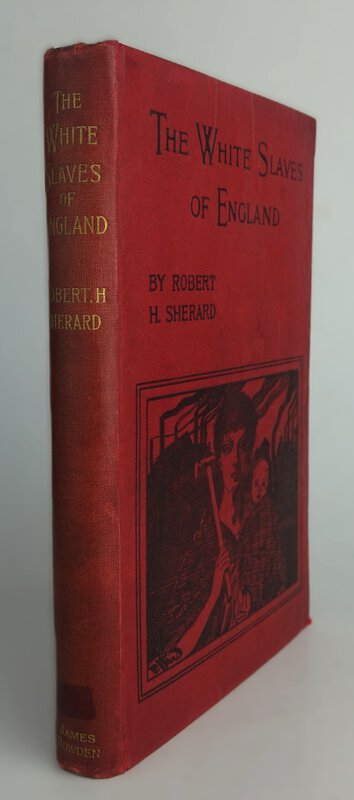 THE
WHITE
SLAVES
OF
ENGLAND
ROBERT. H
SHERARD
JAMES
BOWDEN
THE WHITE SLAVES
OF ENGLAND
BY ROBERT
H. SHERARD